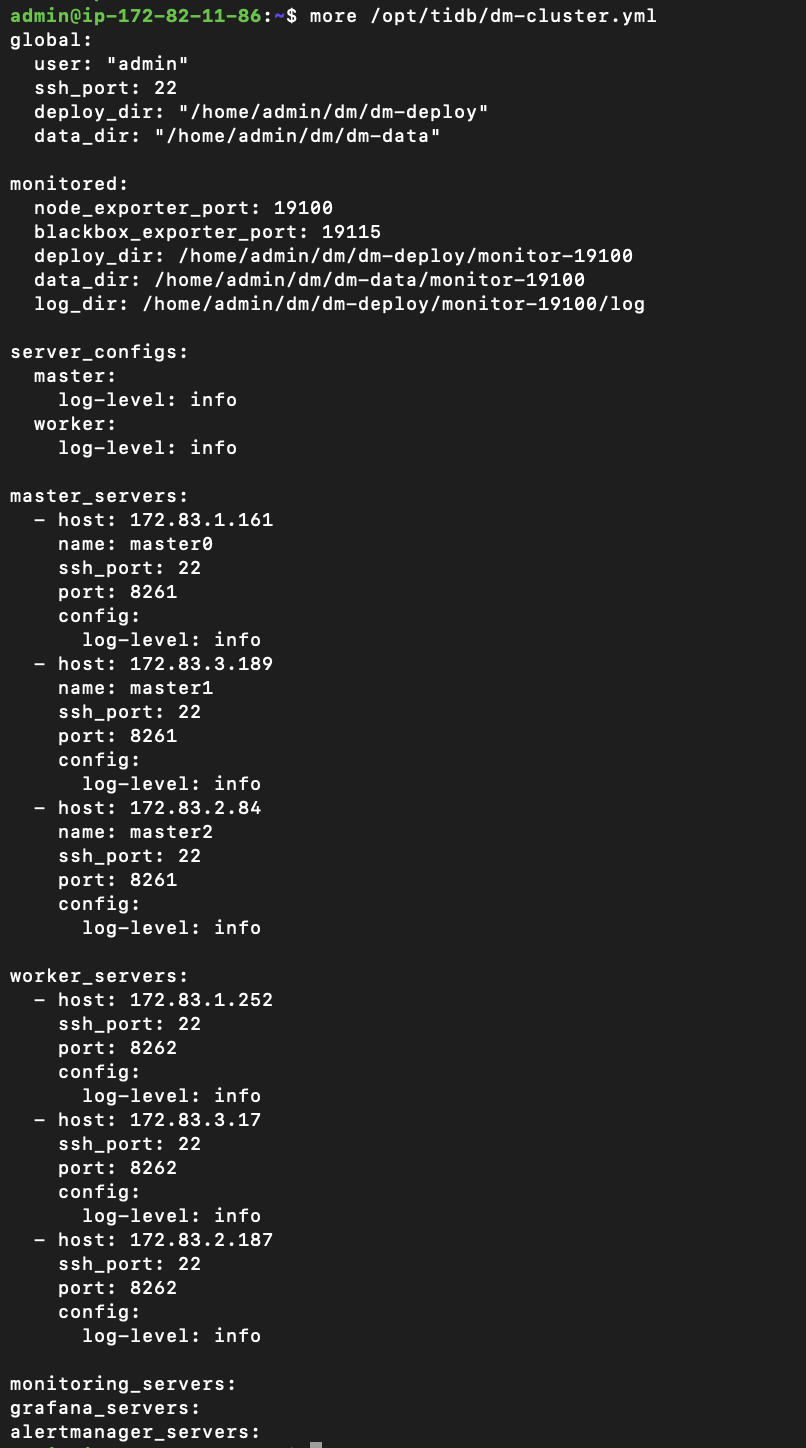 admin@ip-172-82-11-86:~$ more /opt/tidb/dm-cluster.yml
global:
  user: "admin"
  ssh_port: 22
  deploy_dir: "/home/admin/dm/dm-deploy"
  data_dir: "/home/admin/dm/dm-data"

monitored:
  node_exporter_port: 19100
  blackbox_exporter_port: 19115
  deploy_dir: /home/admin/dm/dm-deploy/monitor-19100
  data_dir: /home/admin/dm/dm-data/monitor-19100
  log_dir: /home/admin/dm/dm-deploy/monitor-19100/log

server_configs:
  master:
    log-level: info
  worker:
    log-level: info

master_servers:
  - host: 172.83.1.161
    name: master0
    ssh_port: 22
    port: 8261
    config:
      log-level: info
  - host: 172.83.3.189
    name: master1
    ssh_port: 22
    port: 8261
    config:
      log-level: info
  - host: 172.83.2.84
    name: master2
    ssh_port: 22
    port: 8261
    config:
      log-level: info

worker_servers:
  - host: 172.83.1.252
    ssh_port: 22
    port: 8262
    config:
      log-level: info
  - host: 172.83.3.17
    ssh_port: 22
    port: 8262
    config:
      log-level: info
  - host: 172.83.2.187
    ssh_port: 22
    port: 8262
    config:
      log-level: info

monitoring_servers:
grafana_servers:
alertmanager_servers: